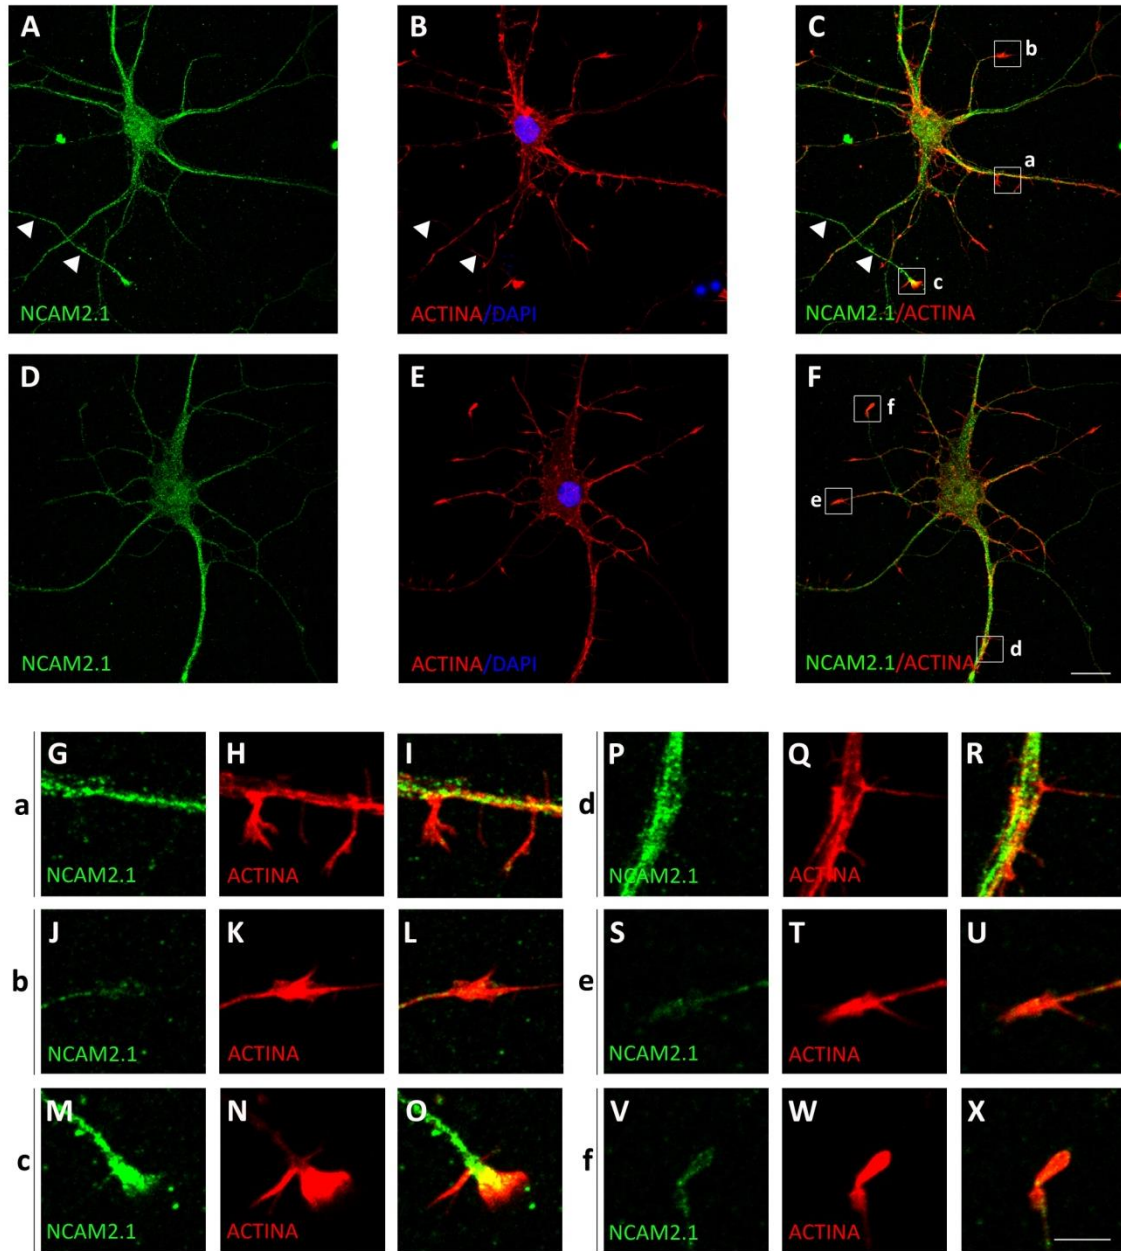 A
B
C
b
a
c
NCAM2.1
ACTINA/DAPI
NCAM2.1/ACTINA
D
E
F
f
e
d
NCAM2.1
ACTINA/DAPI
NCAM2.1/ACTINA
a
G
H
I
d
P
Q
R
NCAM2.1
ACTINA
NCAM2.1
ACTINA
b
J
K
L
e
S
T
U
NCAM2.1
ACTINA
NCAM2.1
ACTINA
c
M
N
O
f
V
W
X
NCAM2.1
ACTINA
NCAM2.1
ACTINA